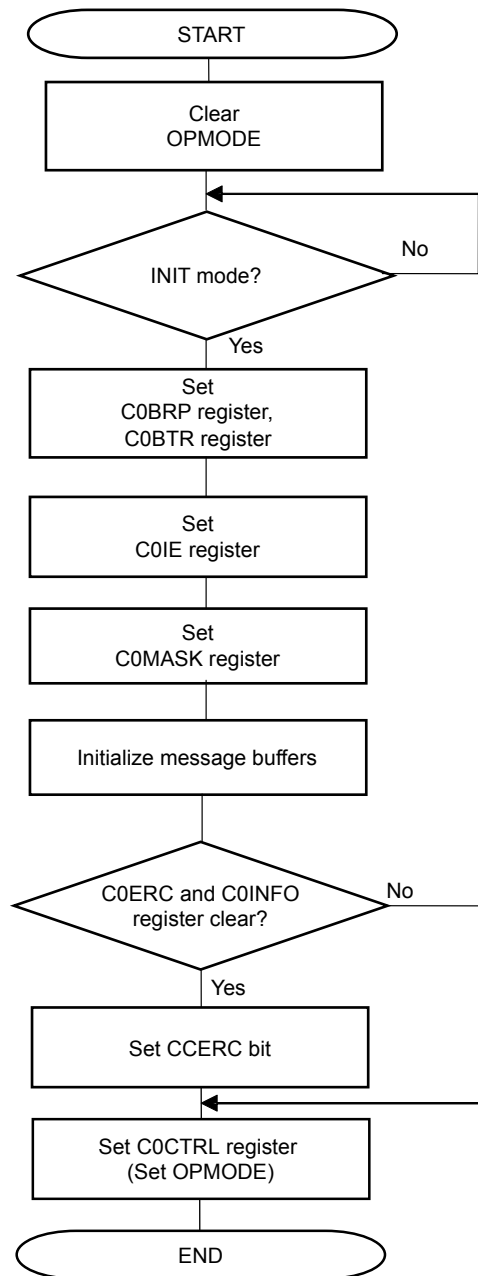 START
Clear
OPMODE
No
INIT mode?
Yes
Set
C0BRP register,
C0BTR register
Set
C0IE register
Set
C0MASK register
Initialize message buffers
C0ERC and C0INFO
register clear?
No
Yes
Set CCERC bit
Set C0CTRL register
(Set OPMODE)
END